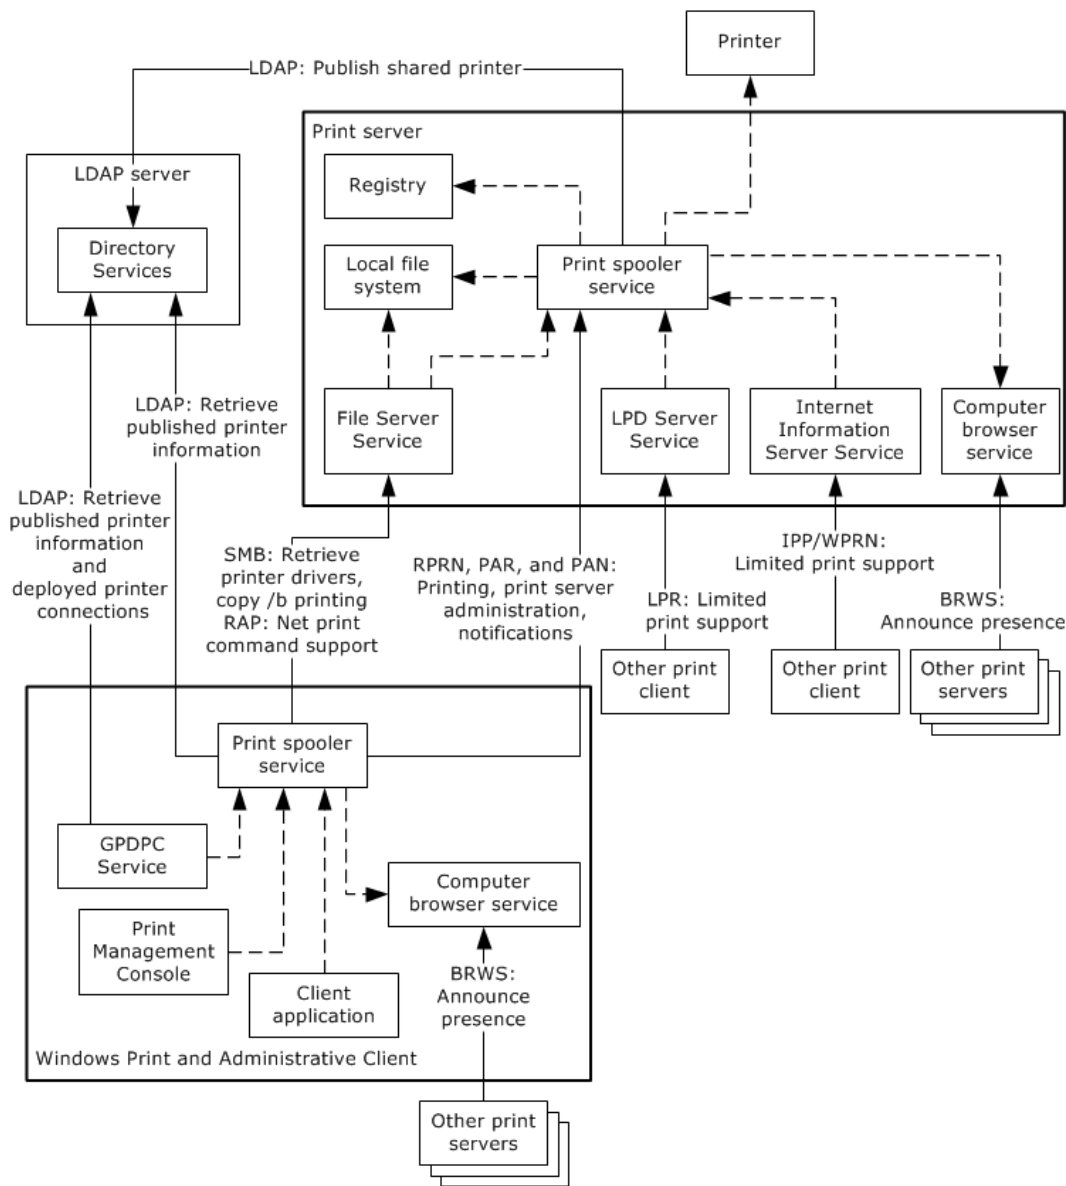 Printer
LDAP: Publish shared printer
Print server
LDAP server
Registry
Directory
Services
Local file
system
Print spooler
service
LDAP: Retrieve
published printer
information
File Server
Service
LPD Server
Service
Internet
Information
Server Service
Computer
browser
service
LDAP: Retrieve
published printer
information
and
deployed printer
connections
SMB: Retrieve
printer drivers,
copy /b printing
RAP: Net print
command support
RPRN, PAR, and PAN:
Printing, print server
administration,
notifications
LPR: Limited
print support
IPP/WPRN:
Limited print support
BRWS:
Announce presence
Other print
client
Other print
client
Other print
servers
Print spooler
service
GPDPC
Service
Computer
browser service
Print
Management
Console
Client
application
BRWS:
Announce
presence
Windows Print and Administrative Client
Other print
servers